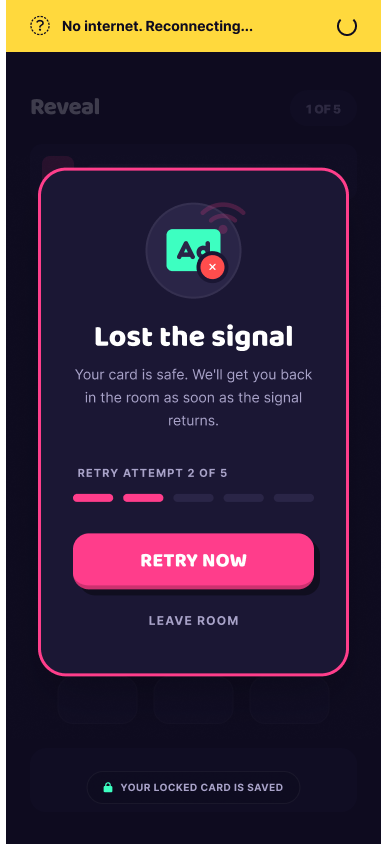 No internet. Reconnecting...
Reveal
1 OF 5
Ad
Lost the signal
Your card is safe. We'll get you back
in the room as soon as the signal
returns.
RETRY ATTEMPT 2 OF 5
RETRY NOW
LEAVE ROOM
YOUR LOCKED CARD IS SAVED